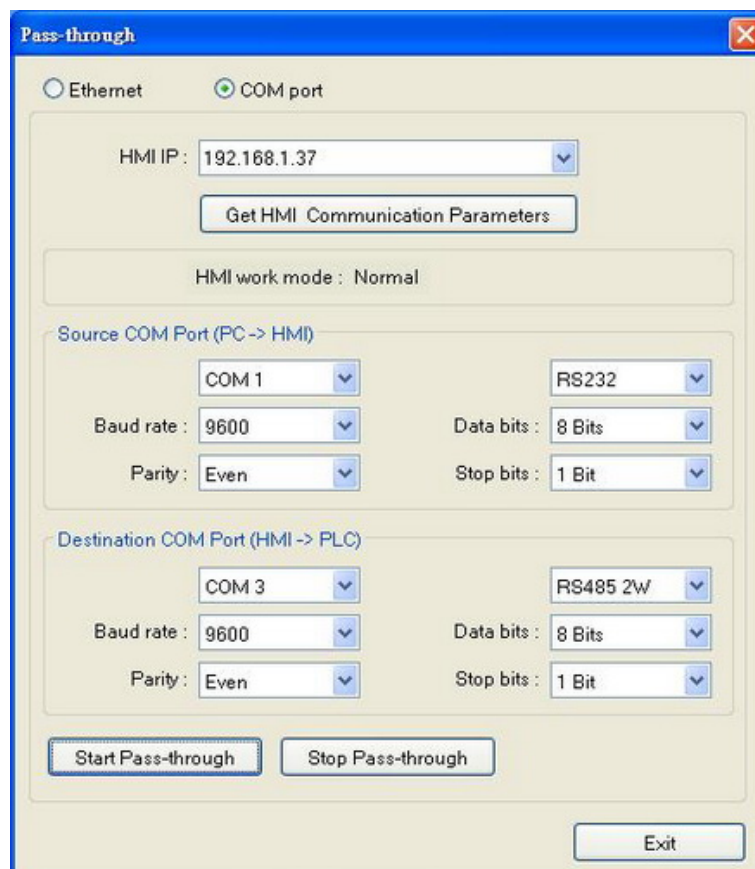 Pass-through
Ethernet COM port
HMI IP : 192.168.1.37
Get HMI Communication Parameters
HMI work mode : Normal
Source COM Port (PC -> HMI)
COM 1 RS232
Baud rate : 9600 Data bits : 8 Bits
Parity : Even Stop bits : 1 Bit
Destination COM Port (HMI -> PLC)
COM 3 RS485 2W
Baud rate : 9600 Data bits : 8 Bits
Parity : Even Stop bits : 1 Bit
Start Pass-through Stop Pass-through
Exit